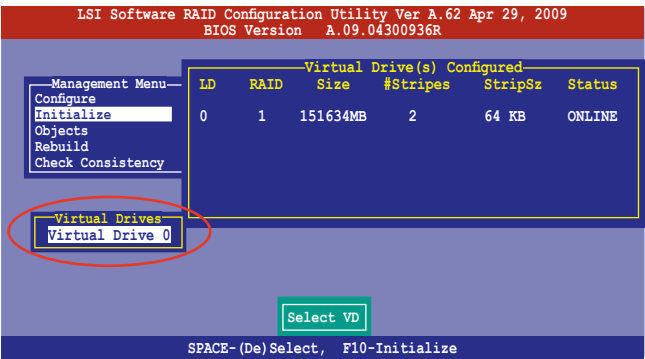 LSI Software RAID Configuration Utility Ver A.62 Apr 29, 2009
BIOS Version A.09.04300936R
Management Menu
Configure
Initialize
Objects
Rebuild
Check Consistency
Virtual Drive(s) Configured
LD RAID Size #Stripes StripSz Status
0 1 151634MB 2 64 KB ONLINE
Virtual Drives
Virtual Drive 0
Select VD
SPACE-(De)Select, F10-Initialize